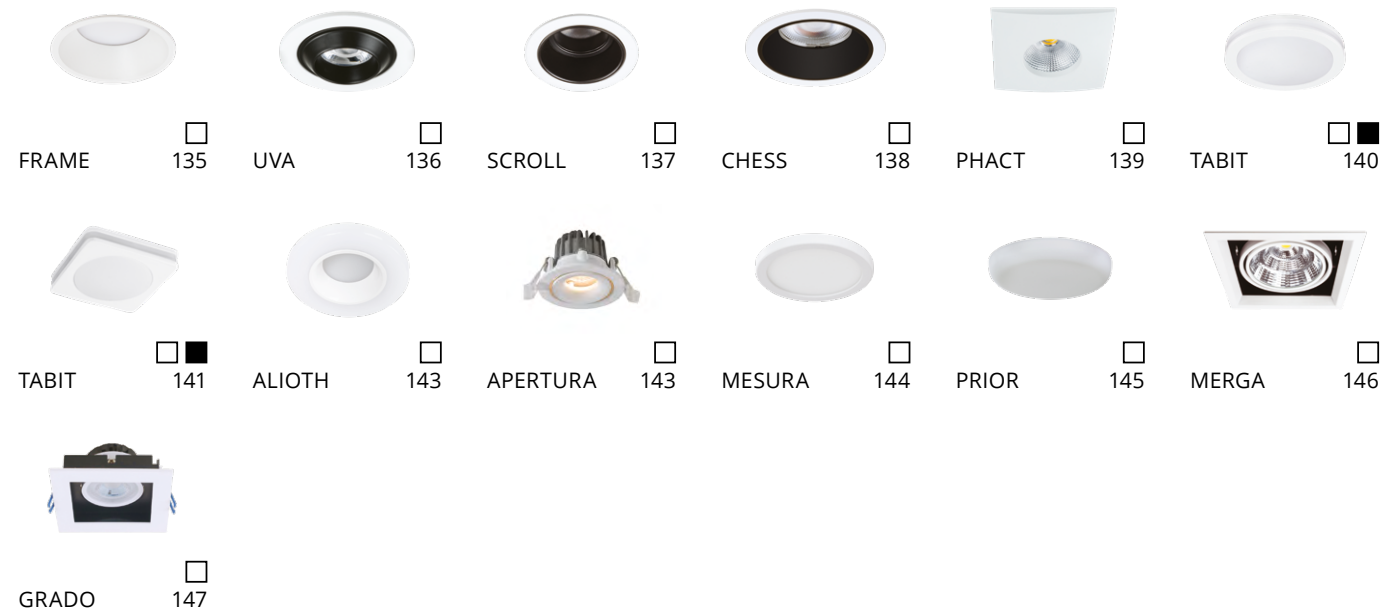 FRAME 135 UVA 136 SCROLL 137 CHESS 138 PHACT 139 TABIT 140
TABIT 141 ALIOTH 143 APERTURA 143 MESURA 144 PRIOR 145 MERGA 146
GRADO 147